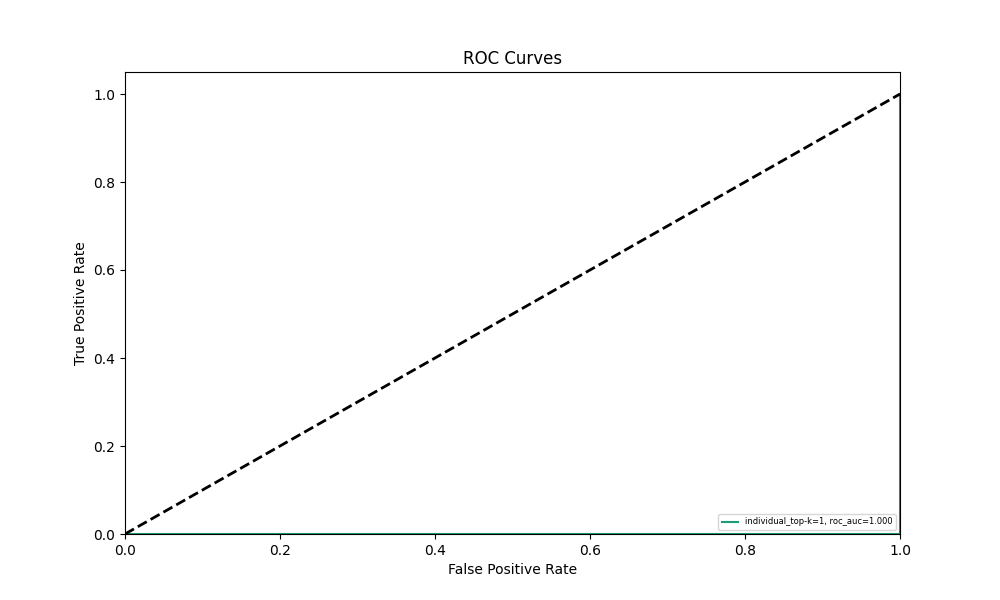 ROC Curves
True Positive Rate
1.0
0.8
0.6
0.4
0.2
0.0
individual_top-k=1, roc_auc=1.000
0.0 0.2 0.4 0.6 0.8 1.0
False Positive Rate